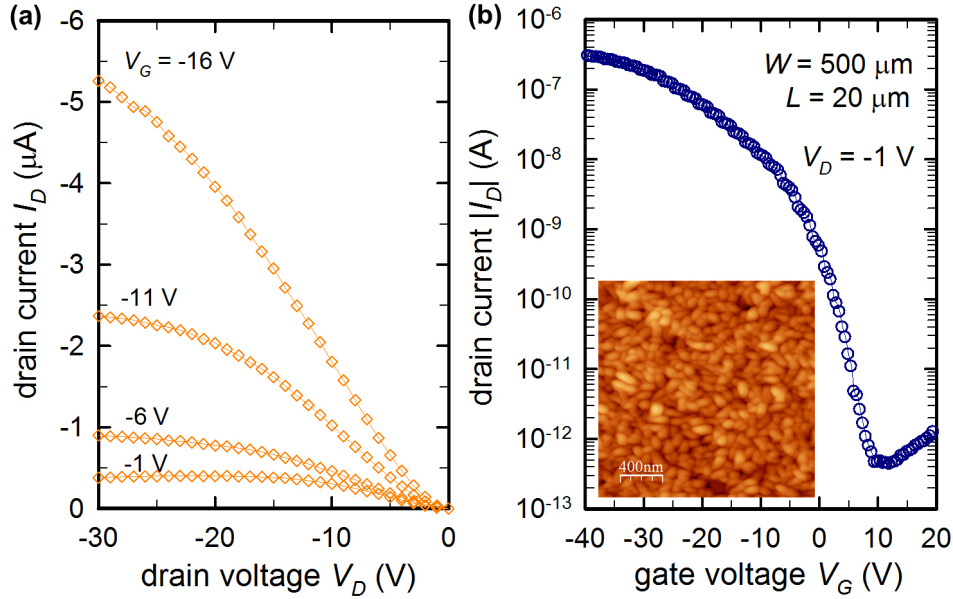 (a)
-6
-5
-4
-3
-2
-1
0
drain current I_D (μA)
V_G = -16 V
-11 V
-6 V
-1 V
-30
-20
-10
0
drain voltage V_D (V)
(b)
10^-6
10^-7
10^-8
10^-9
10^-10
10^-11
10^-12
10^-13
drain current |I_D| (A)
W = 500 μm
L = 20 μm
V_D = -1 V
400nm
-40
-30
-20
-10
0
10
20
gate voltage V_G (V)